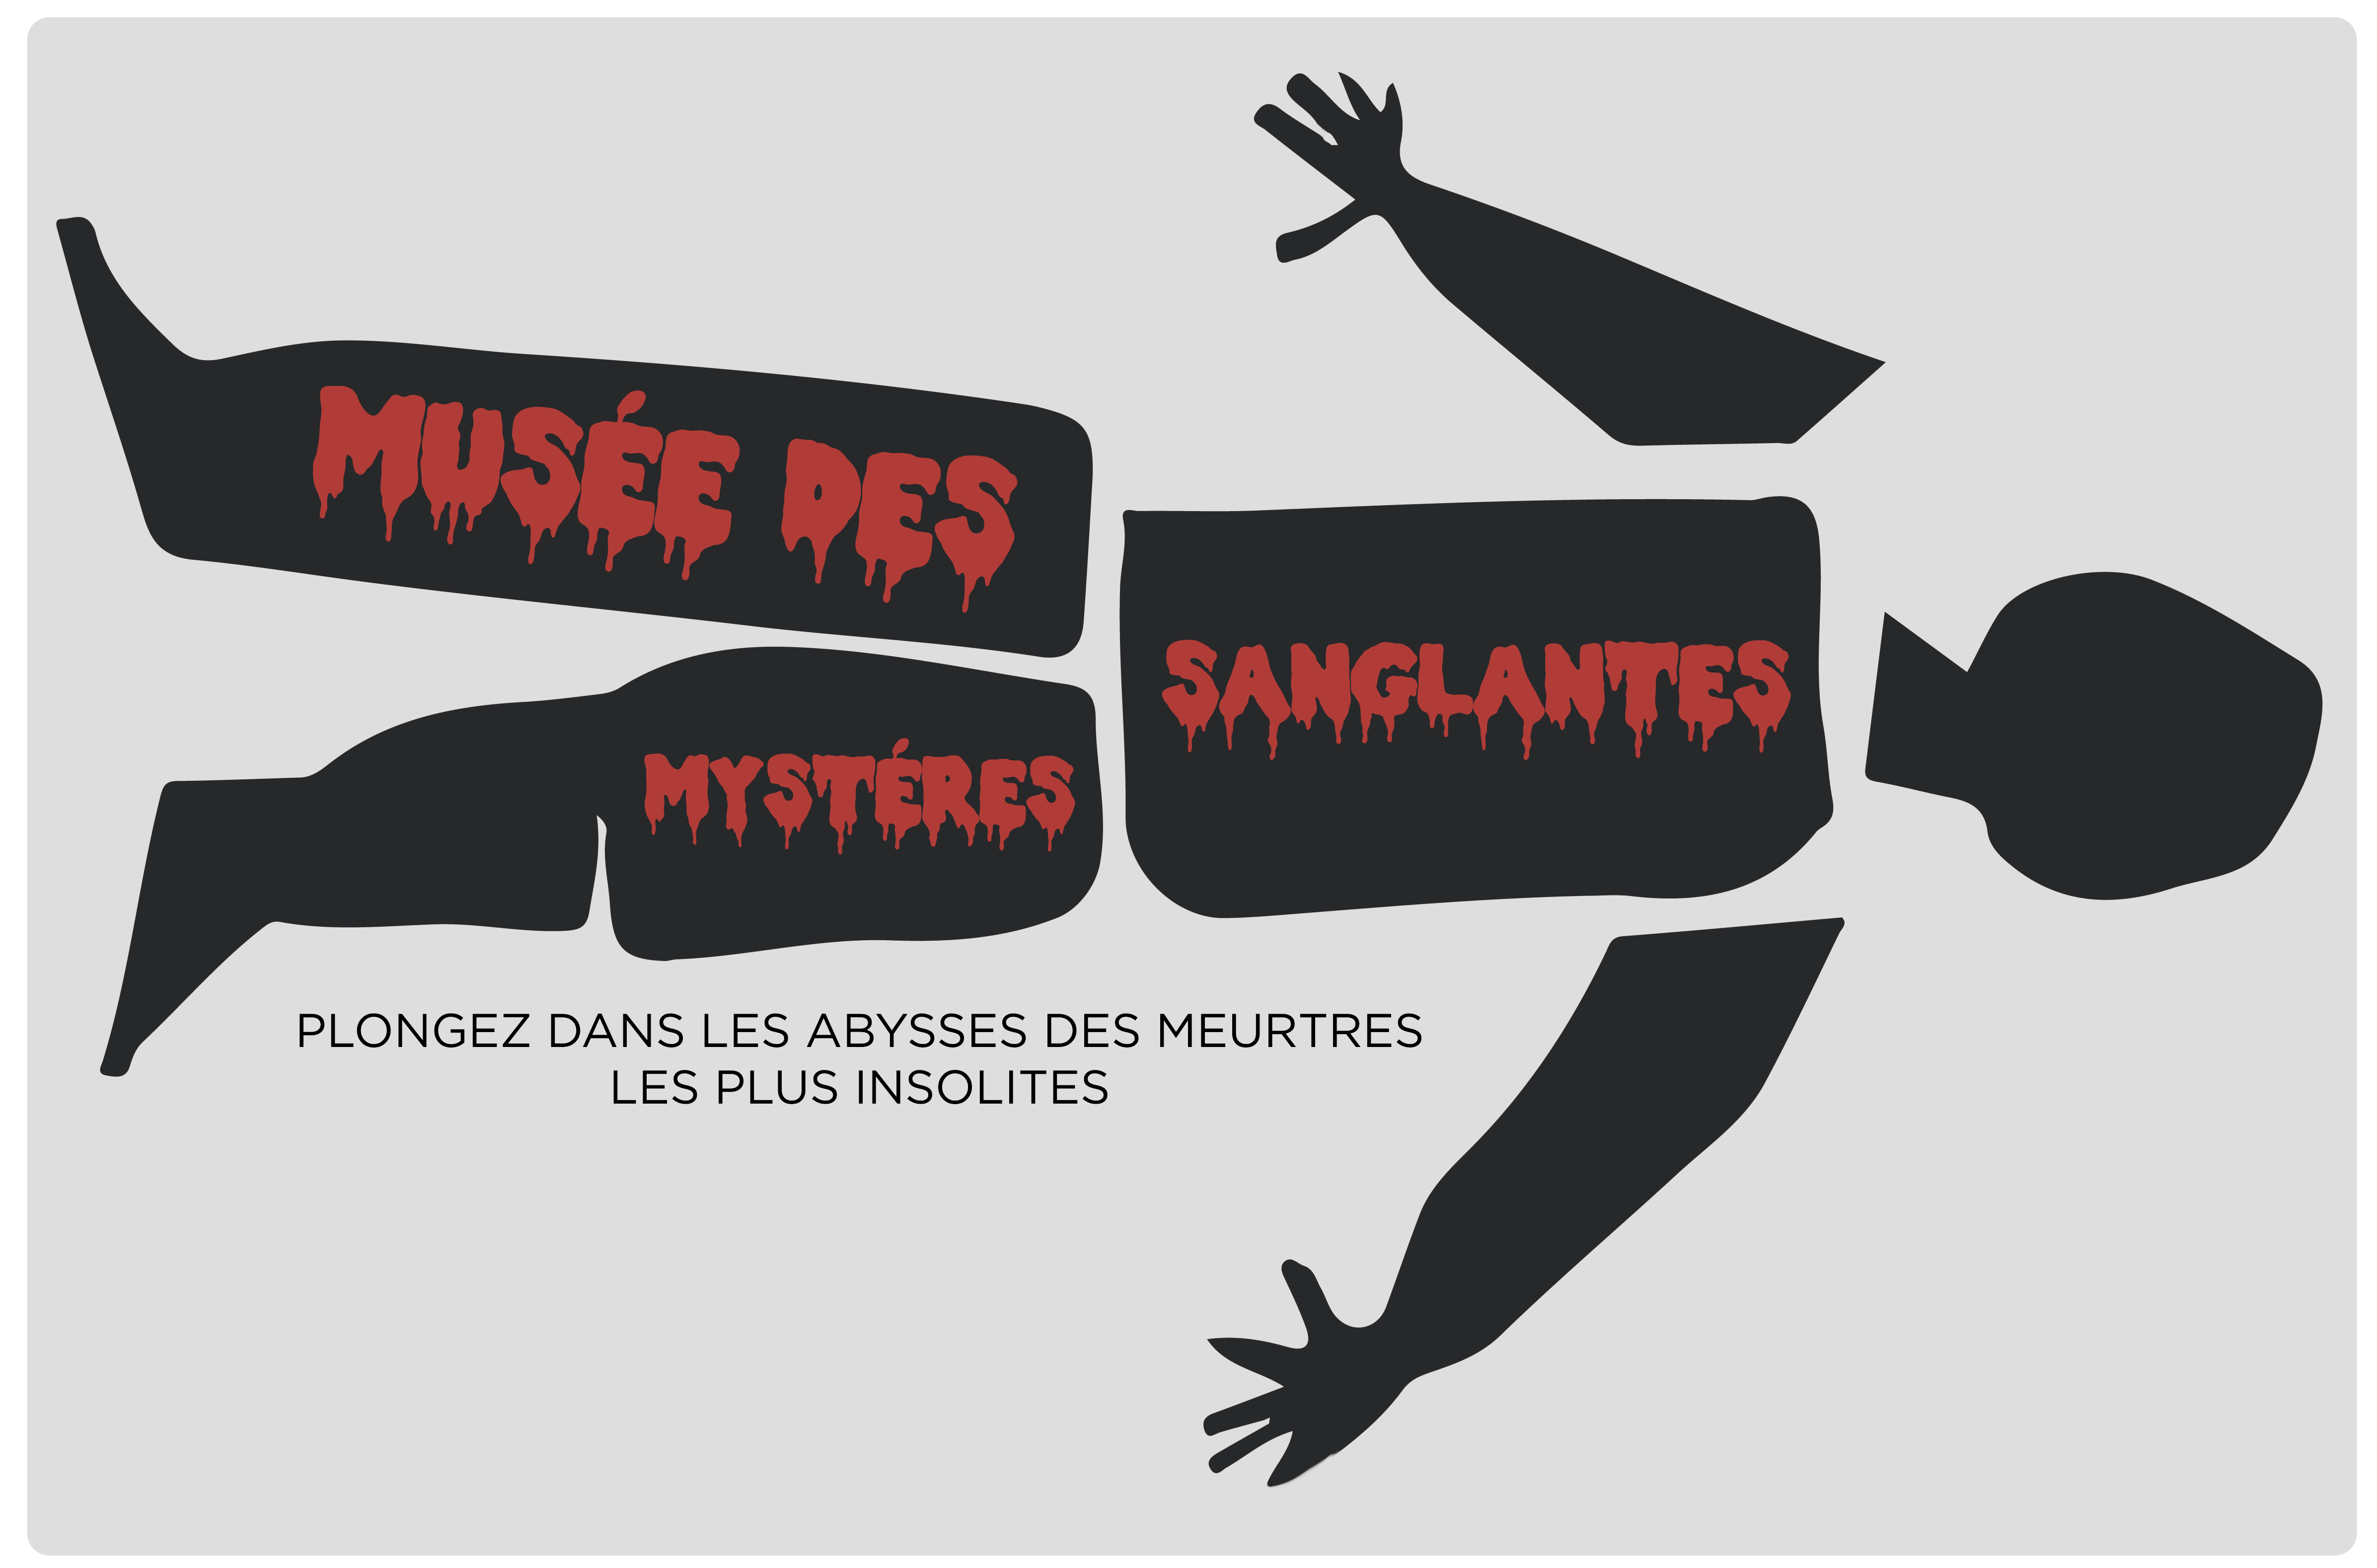 MUSÉE DES
SANGLANTES
MYSTÉRES
PLONGEZ DANS LES ABYSSES DES MEURTRES
LES PLUS INSOLITES